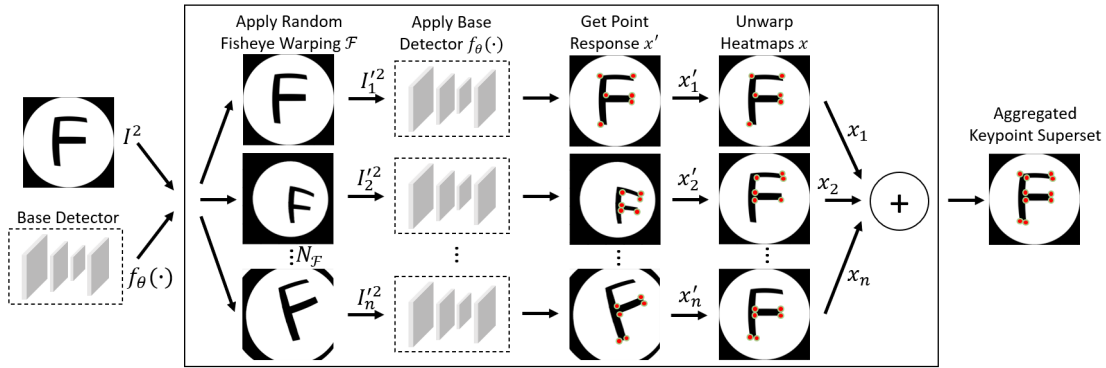 Apply Random
Fisheye Warping ℱ
Apply Base
Detector f_θ(·)
Get Point
Response x′
Unwarp
Heatmaps x
F
I²
Base Detector
f_θ(·)
F
I′₁²
F
x′₁
F
x₁
F
I′₂²
F
x′₂
F
x₂
N_ℱ
F
I′ₙ²
F
x′ₙ
F
xₙ
+
Aggregated
Keypoint Superset
F